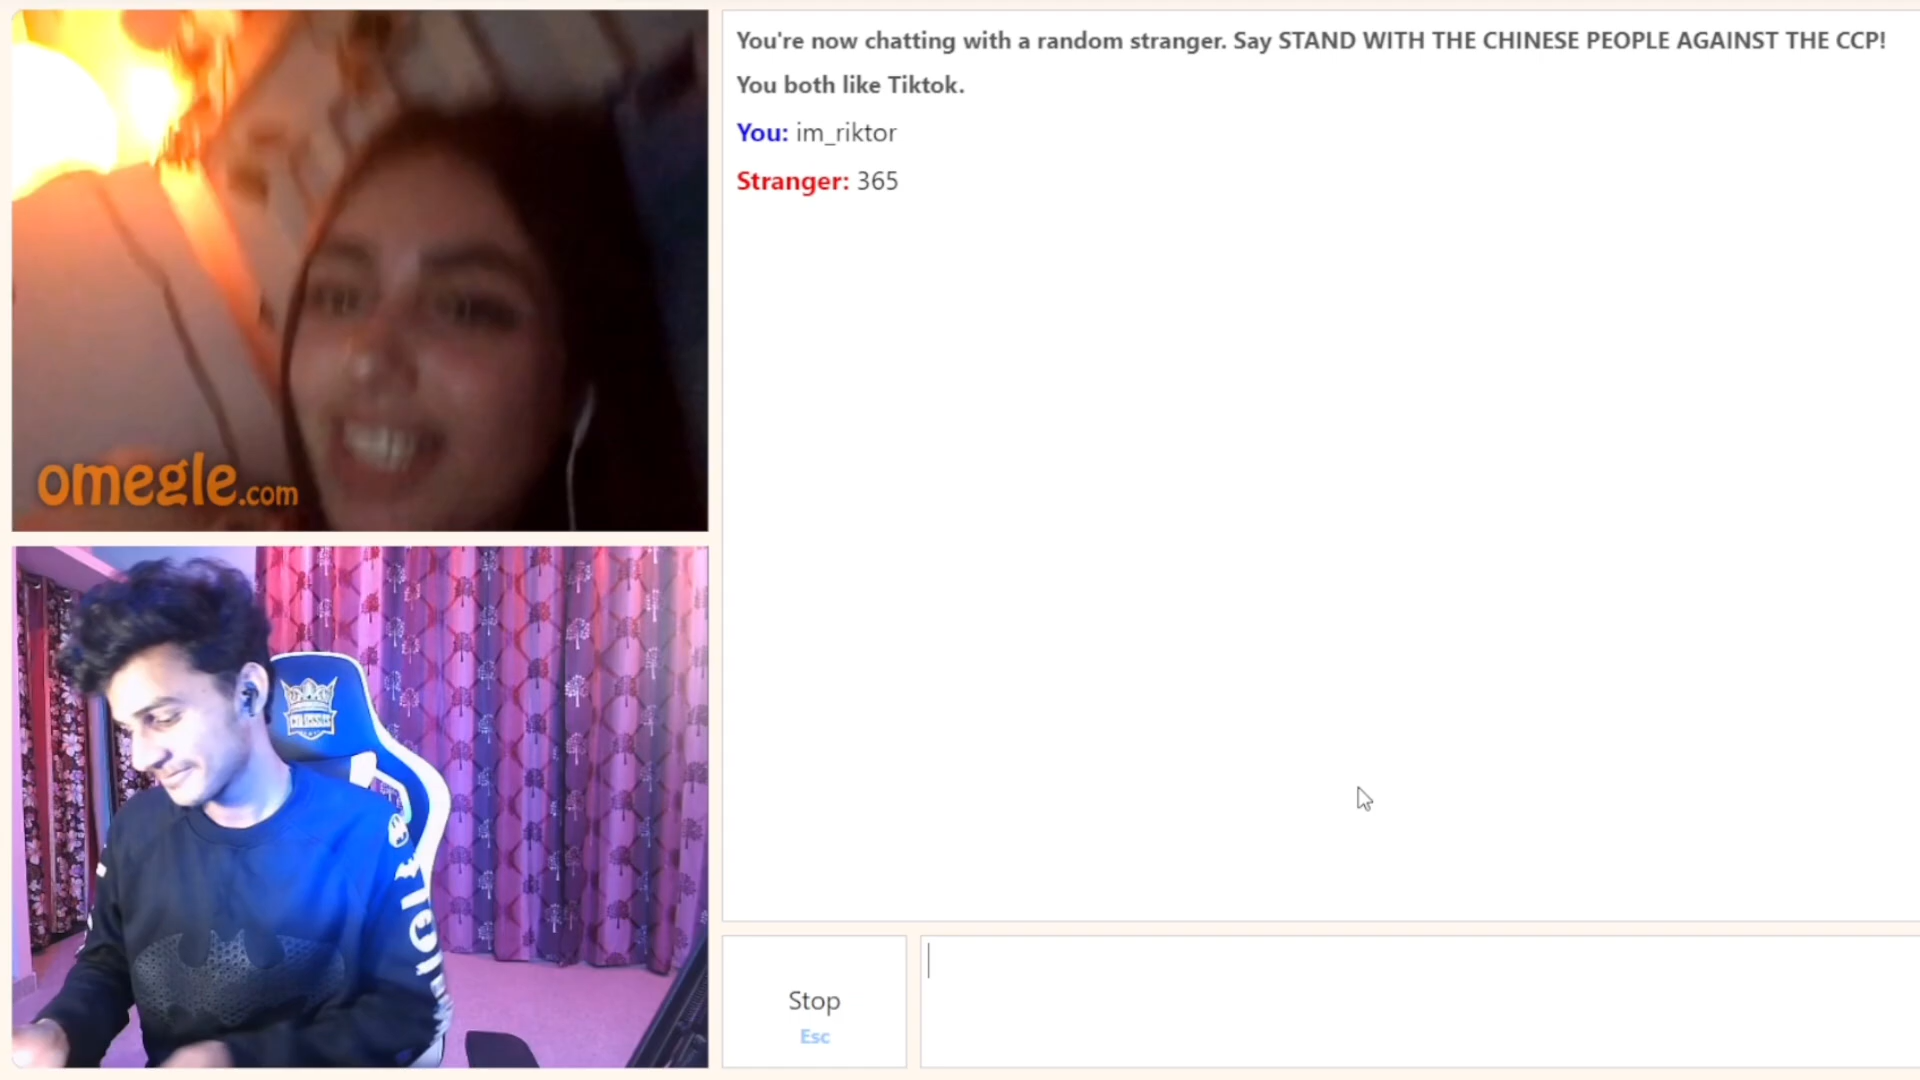 You're now chatting with a random stranger. Say STAND WITH THE CHINESE PEOPLE AGAINST THE CCP!
You both like Tiktok.
You: im_riktor
Stranger: 365
omegle.com
Stop
Esc